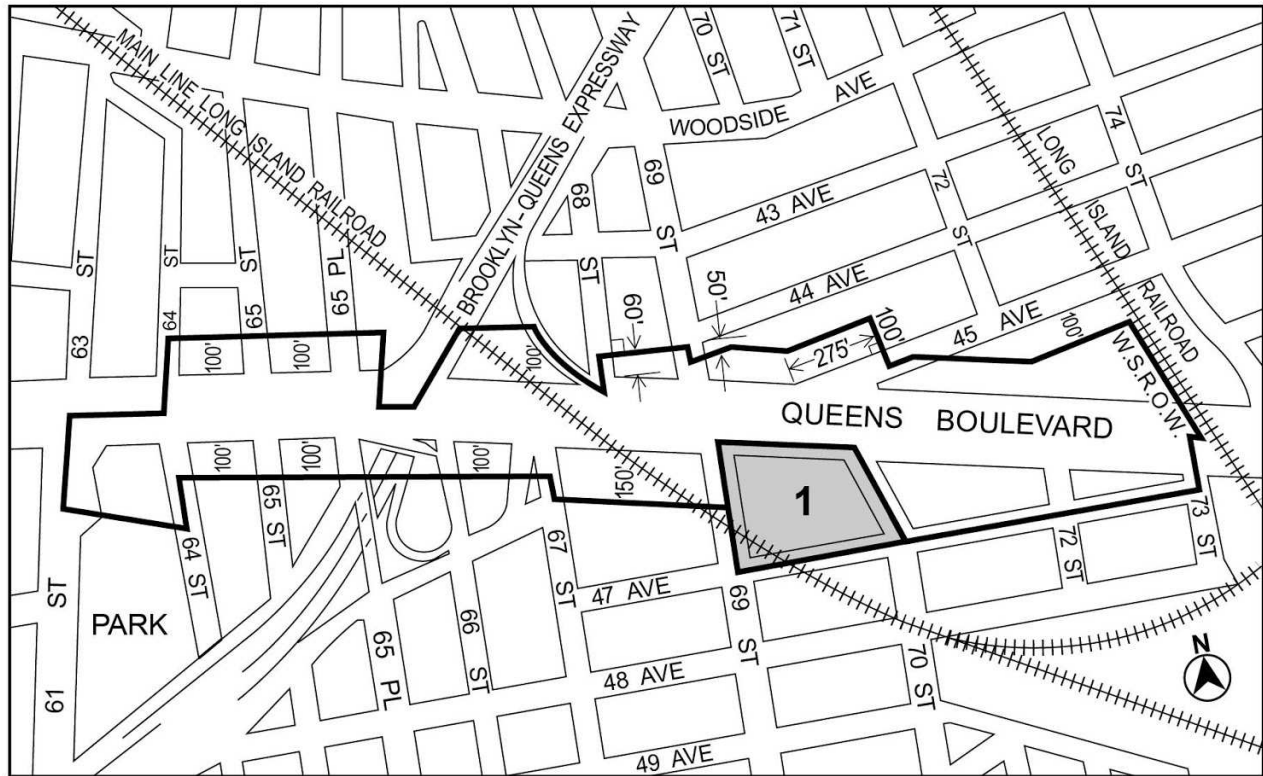 MAIN LINE LONG ISLAND RAILROAD
BROOKLYN-QUEENS EXPRESSWAY
70 ST
71 ST
WOODSIDE AVE
LONG ISLAND RAILROAD
74 ST
43 AVE
72 ST
44 AVE
45 AVE
63 ST
64 ST
65 ST
65 PL
68 ST
69 ST
60'
50'
275'
100'
100'
100'
100'
100'
W.S.R.O.W.
QUEENS BOULEVARD
100'
100'
100'
150'
1
61 ST
PARK
64 ST
65 ST
65 PL
66 ST
67 ST
47 AVE
48 AVE
49 AVE
69 ST
70 ST
72 ST
73 ST
N